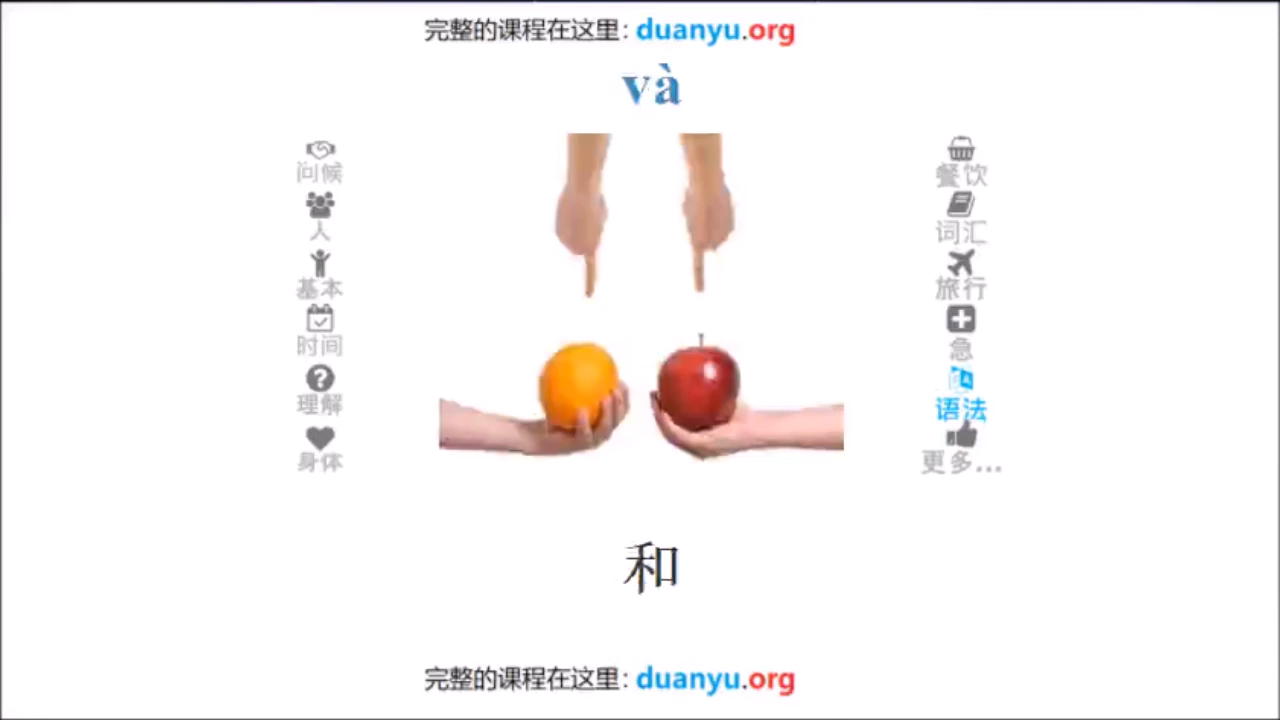 完整的课程在这里: duanyu.org
và
问候
人
基本
时间
理解
身体
餐饮
词汇
旅行
急
语法
更多...
和
完整的课程在这里: duanyu.org